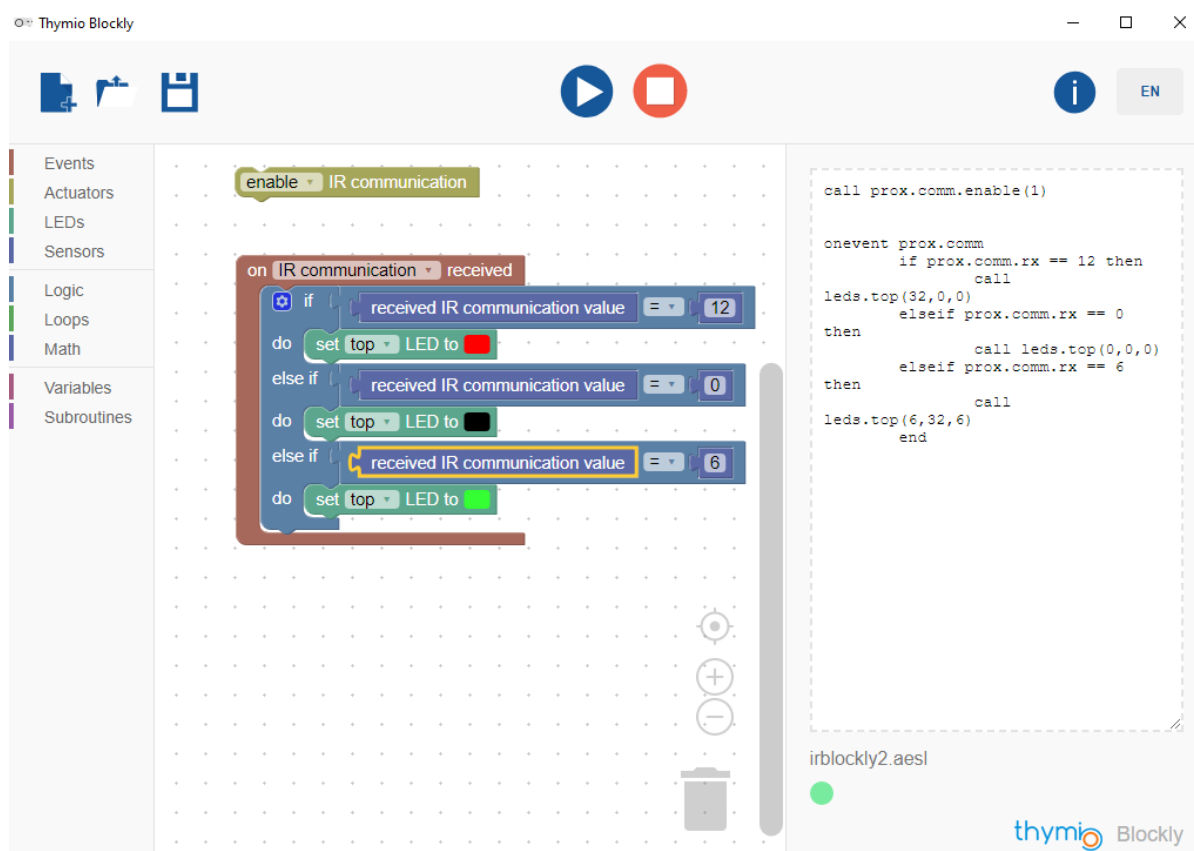 Thymio Blockly
EN
Events
Actuators
LEDs
Sensors
Logic
Loops
Math
Variables
Subroutines
enable IR communication
on IR communication received
if received IR communication value = 12
do set top LED to
else if received IR communication value = 0
do set top LED to
else if received IR communication value = 6
do set top LED to
call prox.comm.enable(1)
onevent prox.comm
if prox.comm.rx == 12 then
call
leds.top(32,0,0)
elseif prox.comm.rx == 0
then
call leds.top(0,0,0)
elseif prox.comm.rx == 6
then
call
leds.top(6,32,6)
end
irblockly2.aesl
thymio Blockly